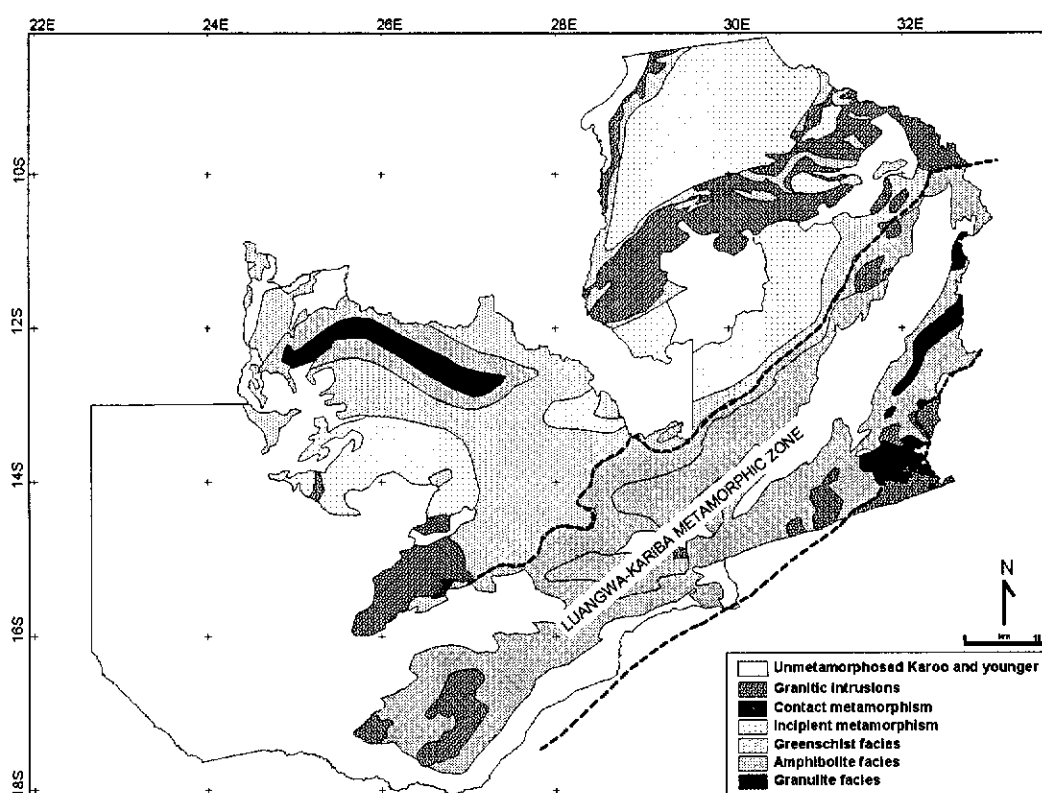 22E 24E 26E 28E 30E 32E
10S
12S
14S
16S
18S
LUANGWA-KARIBA METAMORPHIC ZONE
N
km
Unmetamorphosed Karoo and younger
Granitic intrusions
Contact metamorphism
Incipient metamorphism
Greenschist facies
Amphibolite facies
Granulite facies